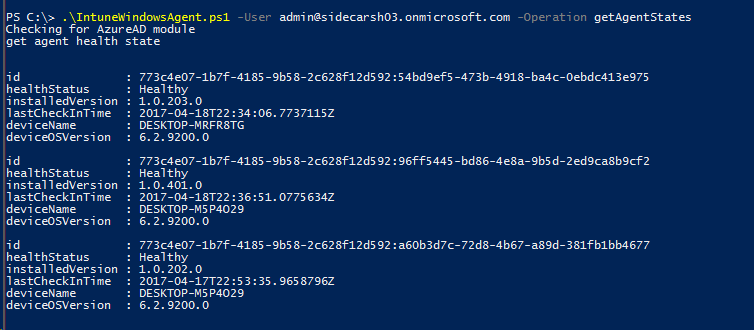 PS C:\> .\IntuneWindowsAgent.ps1 -User admin@sidecarsh03.onmicrosoft.com -Operation getAgentStates
Checking for AzureAD module
get agent health state
id : 773c4e07-1b7f-4185-9b58-2c628f12d592:54bd9ef5-473b-4918-ba4c-0ebdc413e975
healthStatus : Healthy
installedVersion : 1.0.203.0
lastCheckInTime : 2017-04-18T22:34:06.7737115Z
deviceName : DESKTOP-MRFR8TG
deviceOSVersion : 6.2.9200.0
id : 773c4e07-1b7f-4185-9b58-2c628f12d592:96ff5445-bd86-4e8a-9b5d-2ed9ca8b9cf2
healthStatus : Healthy
installedVersion : 1.0.401.0
lastCheckInTime : 2017-04-18T22:36:51.0775634Z
deviceName : DESKTOP-M5P4O29
deviceOSVersion : 6.2.9200.0
id : 773c4e07-1b7f-4185-9b58-2c628f12d592:a60b3d7c-72d8-4b67-a89d-381fb1bb4677
healthStatus : Healthy
installedVersion : 1.0.202.0
lastCheckInTime : 2017-04-17T22:53:35.9658796Z
deviceName : DESKTOP-M5P4O29
deviceOSVersion : 6.2.9200.0